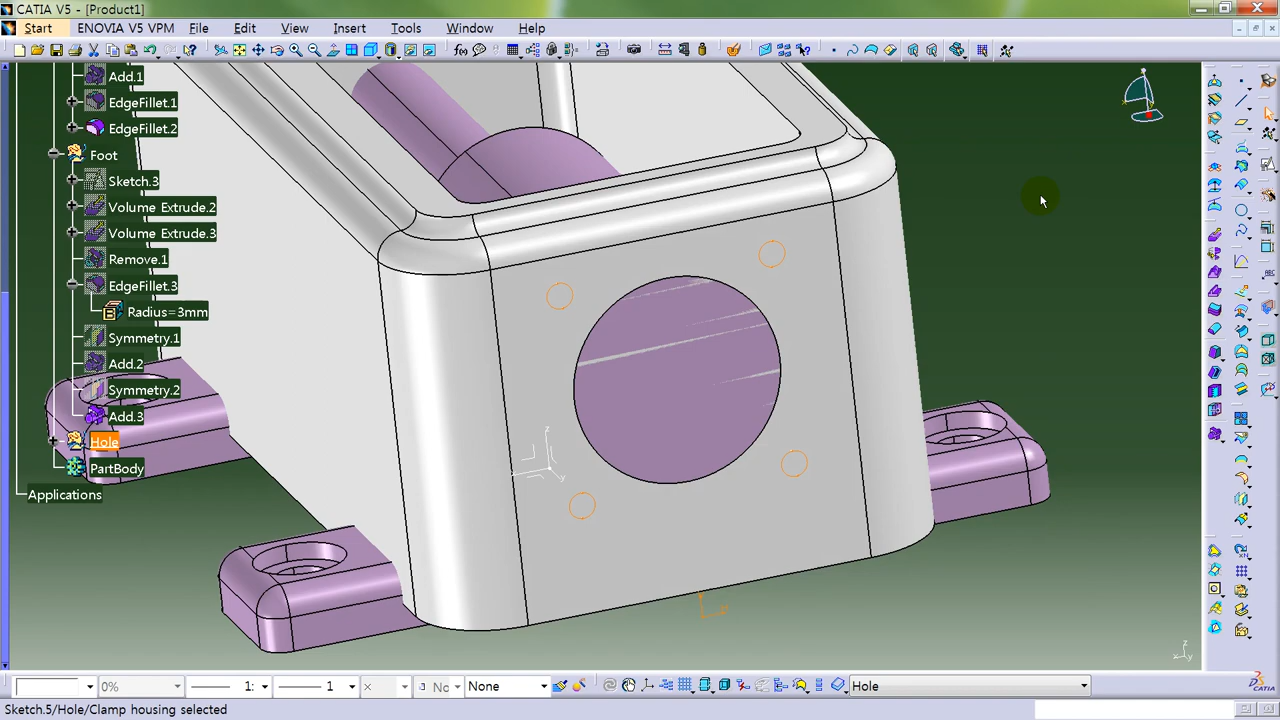 CATIA V5 - [Product1]
Start ENOVIA V5 VPM File Edit View Insert Tools Window Help
Add.1
EdgeFillet.1
EdgeFillet.2
Foot
Sketch.3
Volume Extrude.2
Volume Extrude.3
Remove.1
EdgeFillet.3
Radius=3mm
Symmetry.1
Add.2
Symmetry.2
Add.3
Hole
PartBody
Applications
0% 1: 1 None Hole
Sketch.5/Hole/Clamp housing selected